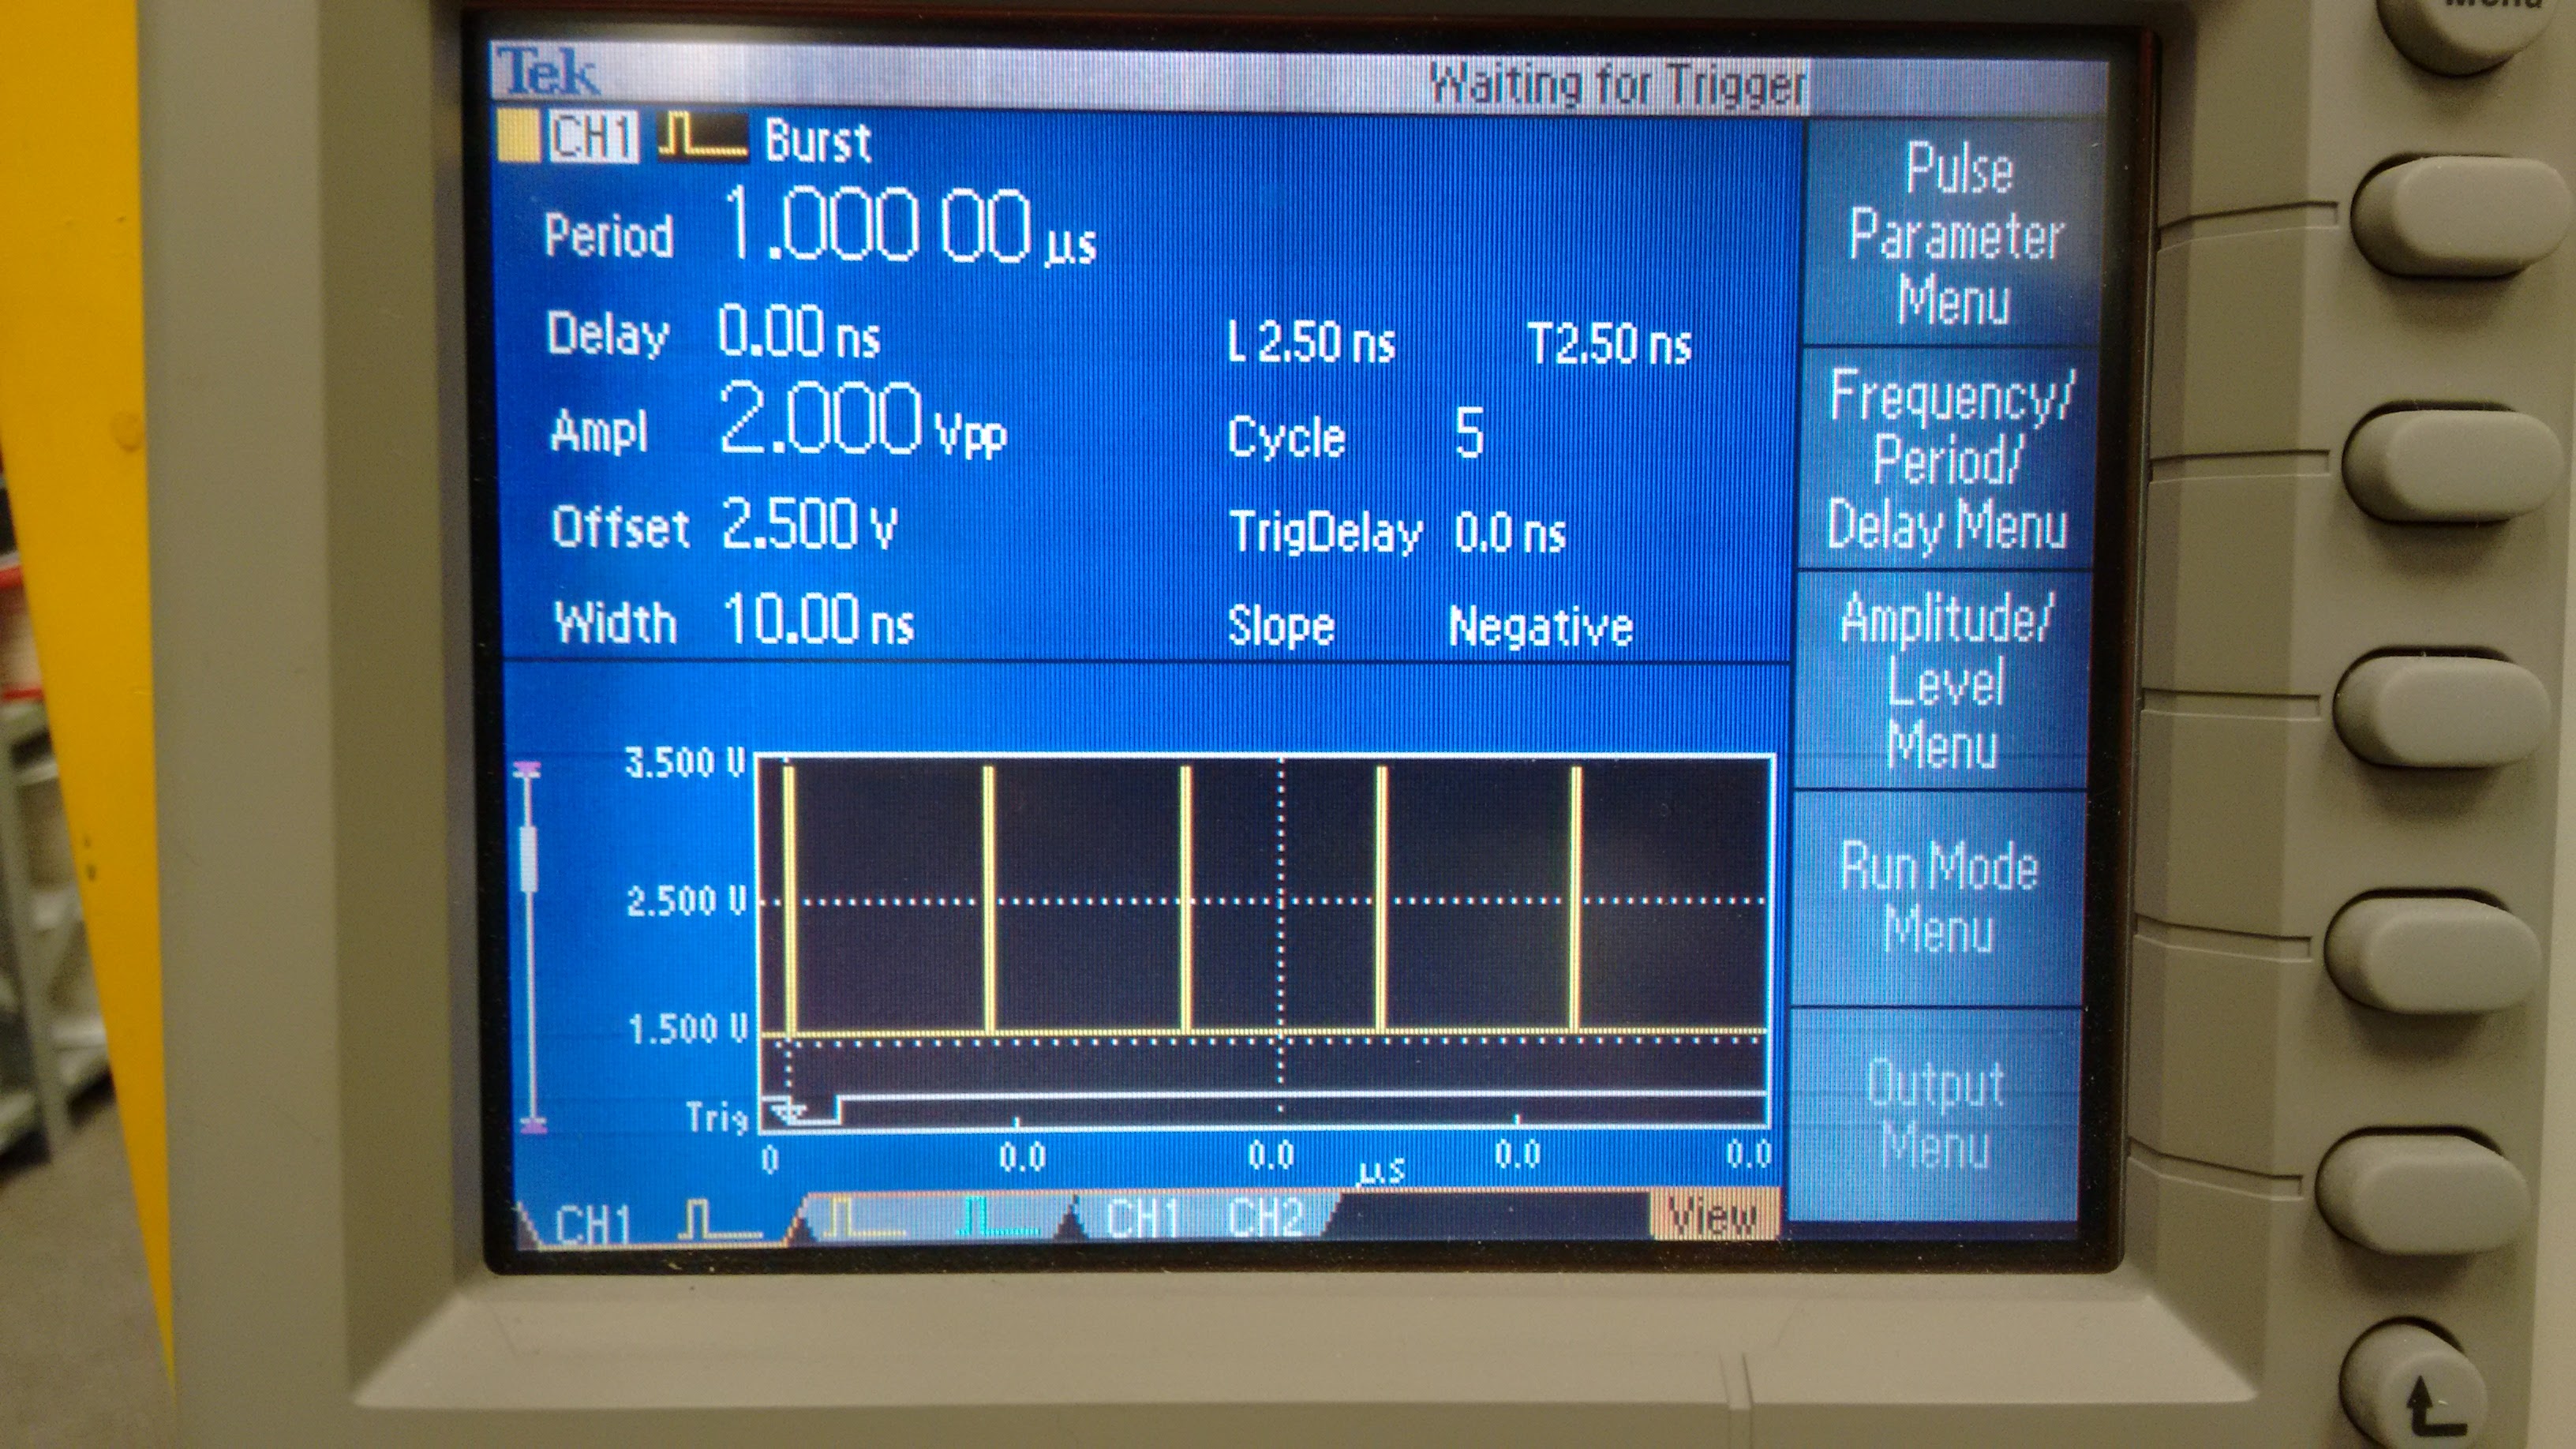 Menu
Tek
Waiting for Trigger
CH1 Burst
Period 1.000 00 µs
Delay 0.00 ns L 2.50 ns T2.50 ns
Ampl 2.000 Vpp Cycle 5
Offset 2.500 V TrigDelay 0.0 ns
Width 10.00 ns Slope Negative
3.500 V
2.500 V
1.500 V
Trig
0 0.0 0.0 µs 0.0 0.0
CH1 CH1 CH2 View
Pulse
Parameter
Menu
Frequency/
Period/
Delay Menu
Amplitude/
Level
Menu
Run Mode
Menu
Output
Menu